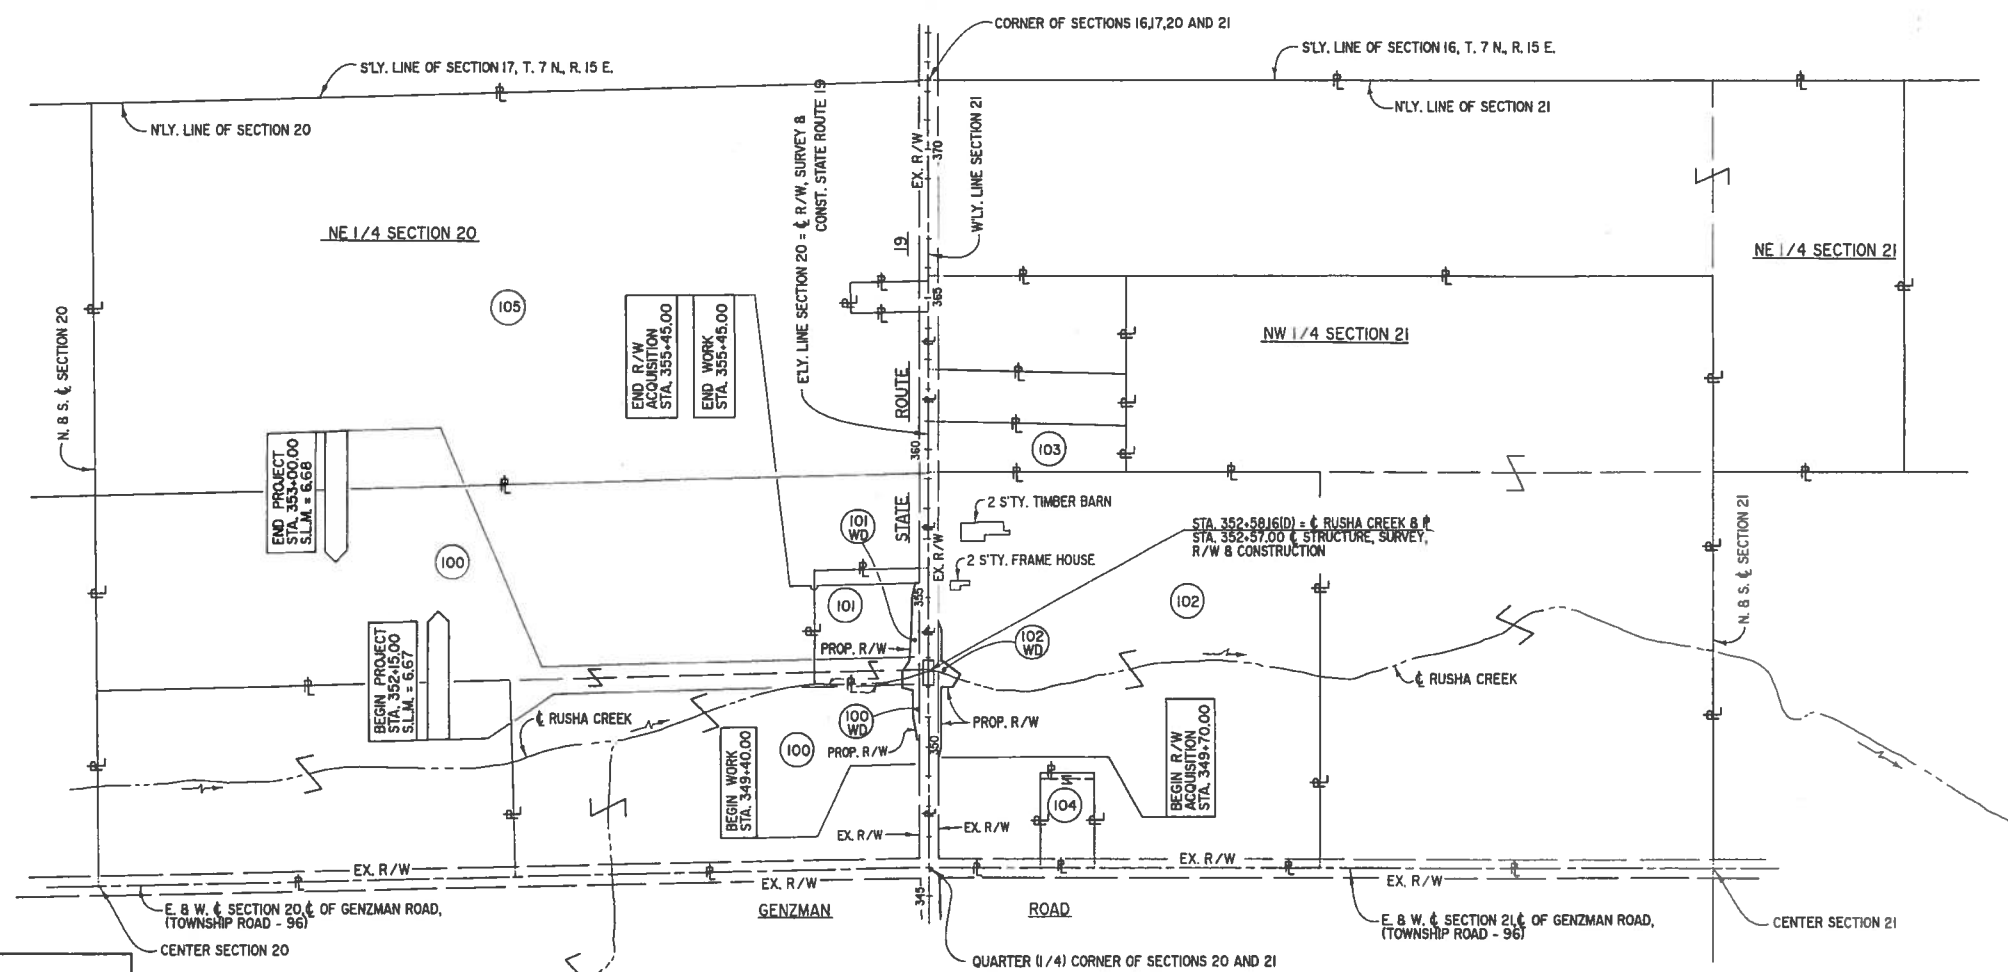 CORNER OF SECTIONS 16,17,20 AND 21
S'LY. LINE OF SECTION 17, T. 7 N., R. 15 E.
S'LY. LINE OF SECTION 16, T. 7 N., R. 15 E.
N'LY. LINE OF SECTION 20
N'LY. LINE OF SECTION 21
E'LY. LINE SECTION 20 = ℄ R/W, SURVEY &
CONST. STATE ROUTE 19
EX. R/W
370
W'LY. LINE SECTION 21
NE 1/4 SECTION 20
NE 1/4 SECTION 21
NW 1/4 SECTION 21
N. & S. ℄ SECTION 20
105
19
365
END R/W
ACQUISITION
STA. 355+45.00
END WORK
STA. 355+45.00
ROUTE
360
103
END PROJECT
STA. 353+00.00
S.L.M. = 6.68
STATE
101
WD
EX. R/W
2 S'TY. TIMBER BARN
STA. 352+58.16(D) = ℄ RUSHA CREEK & ⅊
STA. 352+57.00 ℄ STRUCTURE, SURVEY,
R/W & CONSTRUCTION
2 S'TY. FRAME HOUSE
100
101
355
102
N. & S. ℄ SECTION 21
BEGIN PROJECT
STA. 352+15.00
S.L.M. = 6.67
PROP. R/W
102
WD
℄ RUSHA CREEK
℄ RUSHA CREEK
100
WD
PROP. R/W
PROP. R/W
350
100
BEGIN WORK
STA. 349+40.00
BEGIN R/W
ACQUISITION
STA. 349+70.00
104
EX. R/W
EX. R/W
EX. R/W
EX. R/W
EX. R/W
EX. R/W
345
GENZMAN
ROAD
E. & W. ℄ SECTION 20,℄ OF GENZMAN ROAD,
(TOWNSHIP ROAD - 96)
E. & W. ℄ SECTION 21,℄ OF GENZMAN ROAD,
(TOWNSHIP ROAD - 96)
CENTER SECTION 20
CENTER SECTION 21
QUARTER (1/4) CORNER OF SECTIONS 20 AND 21